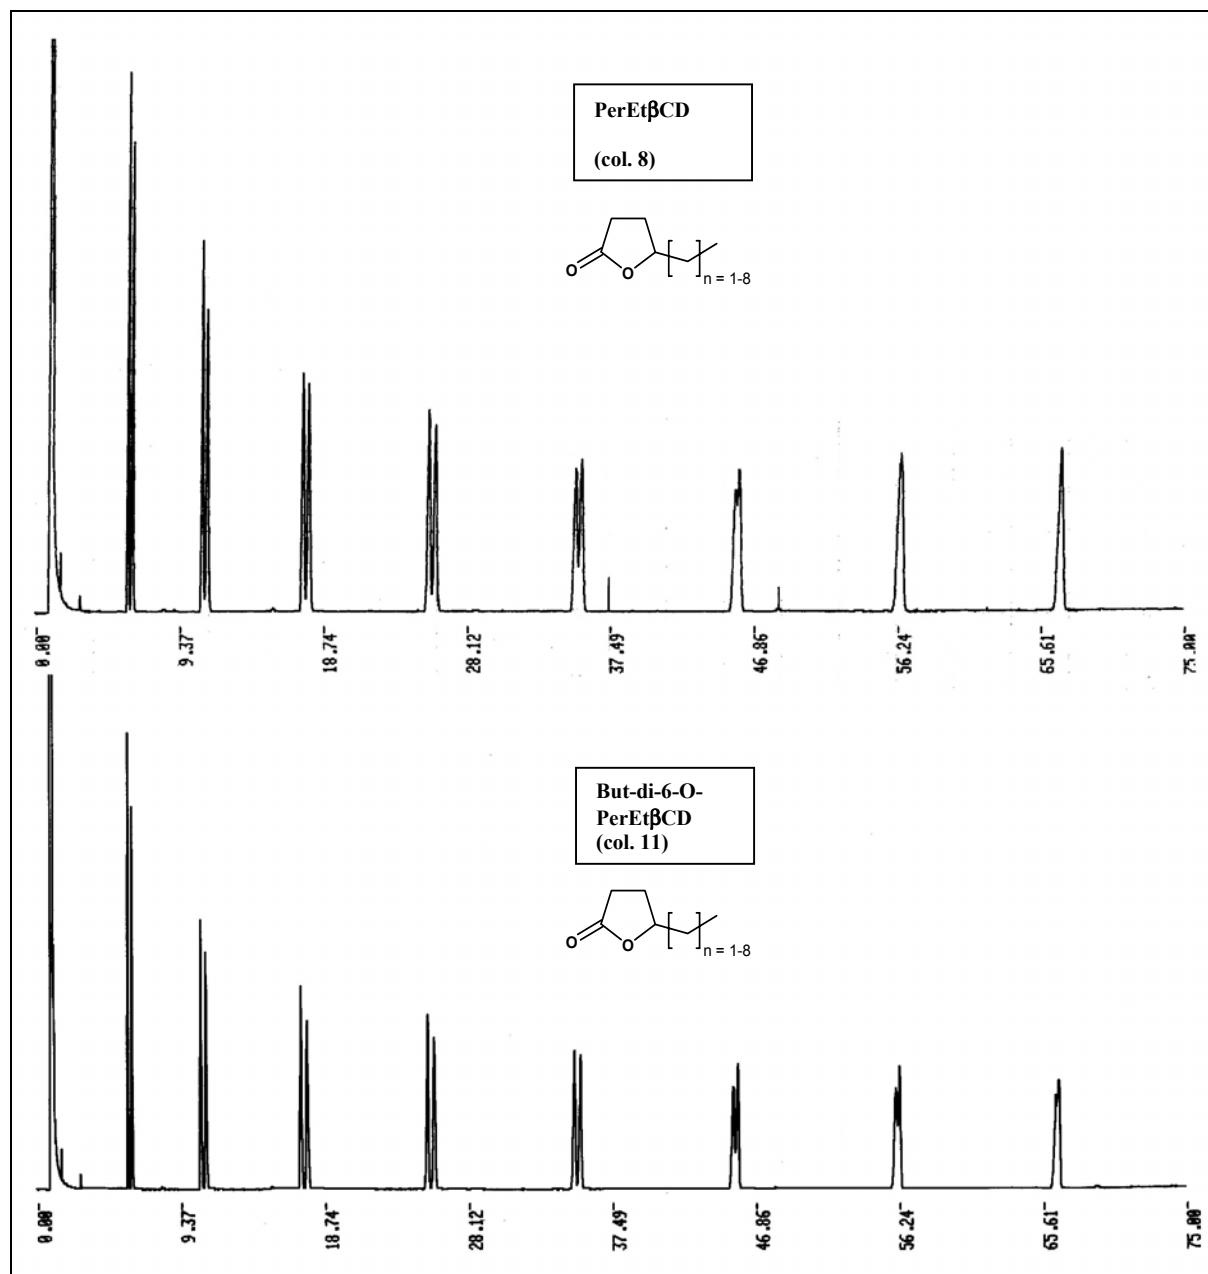 PerEtβCD
(col. 8)
O
O
n = 1-8
0.00
9.37
18.74
28.12
37.49
46.86
56.24
65.61
75.00
But-di-6-O-
PerEtβCD
(col. 11)
O
O
n = 1-8
0.00
9.37
18.74
28.12
37.49
46.86
56.24
65.61
75.00